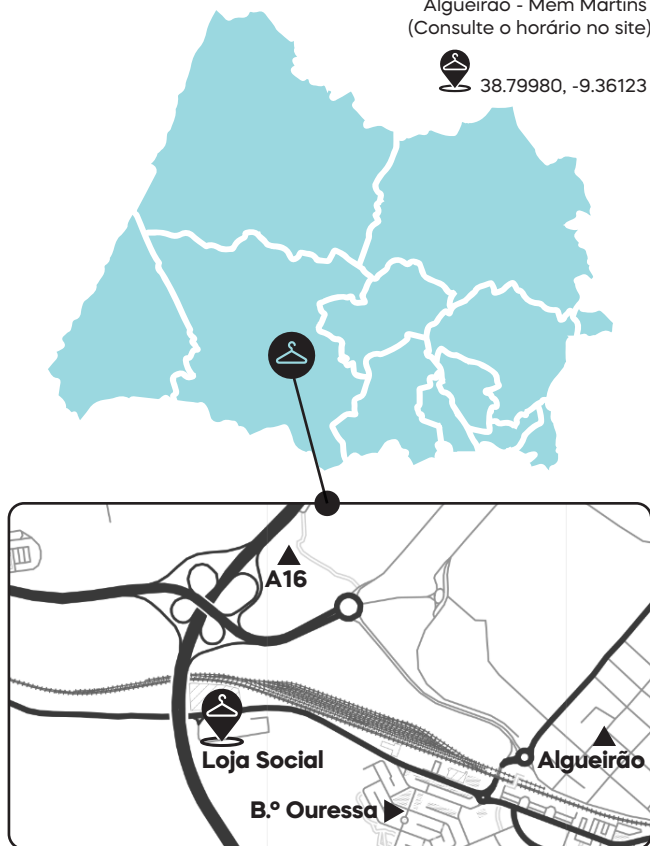 Algueirão - Mem Martins
(Consulte o horário no site)
38.79980, -9.36123
A16
Loja Social
Algueirão
B.º Ouressa